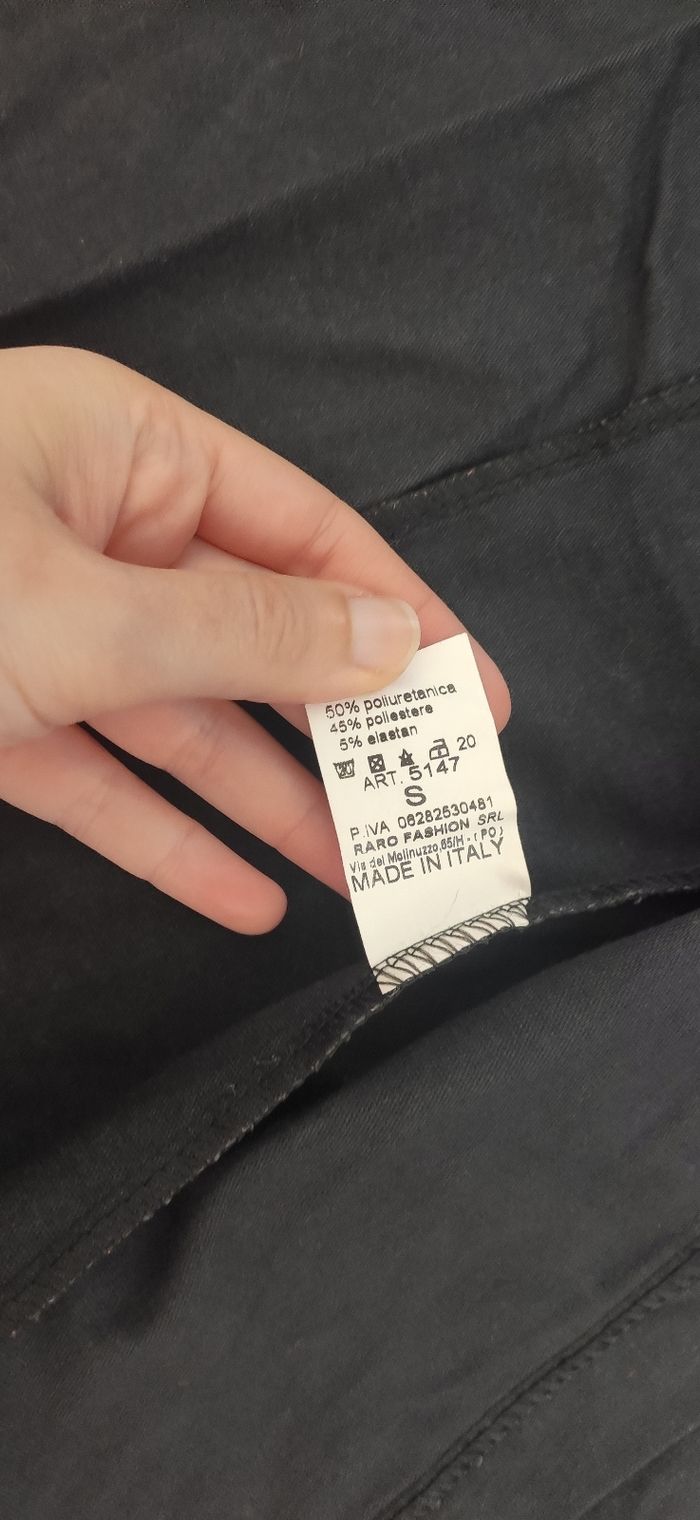 50% poliuretanica
45% poliestere
5% elastan
20
ART. 5147
S
P.IVA 06282530481
RARO FASHION SRL
Via del Molinuzzo,65/H - (PO)
MADE IN ITALY